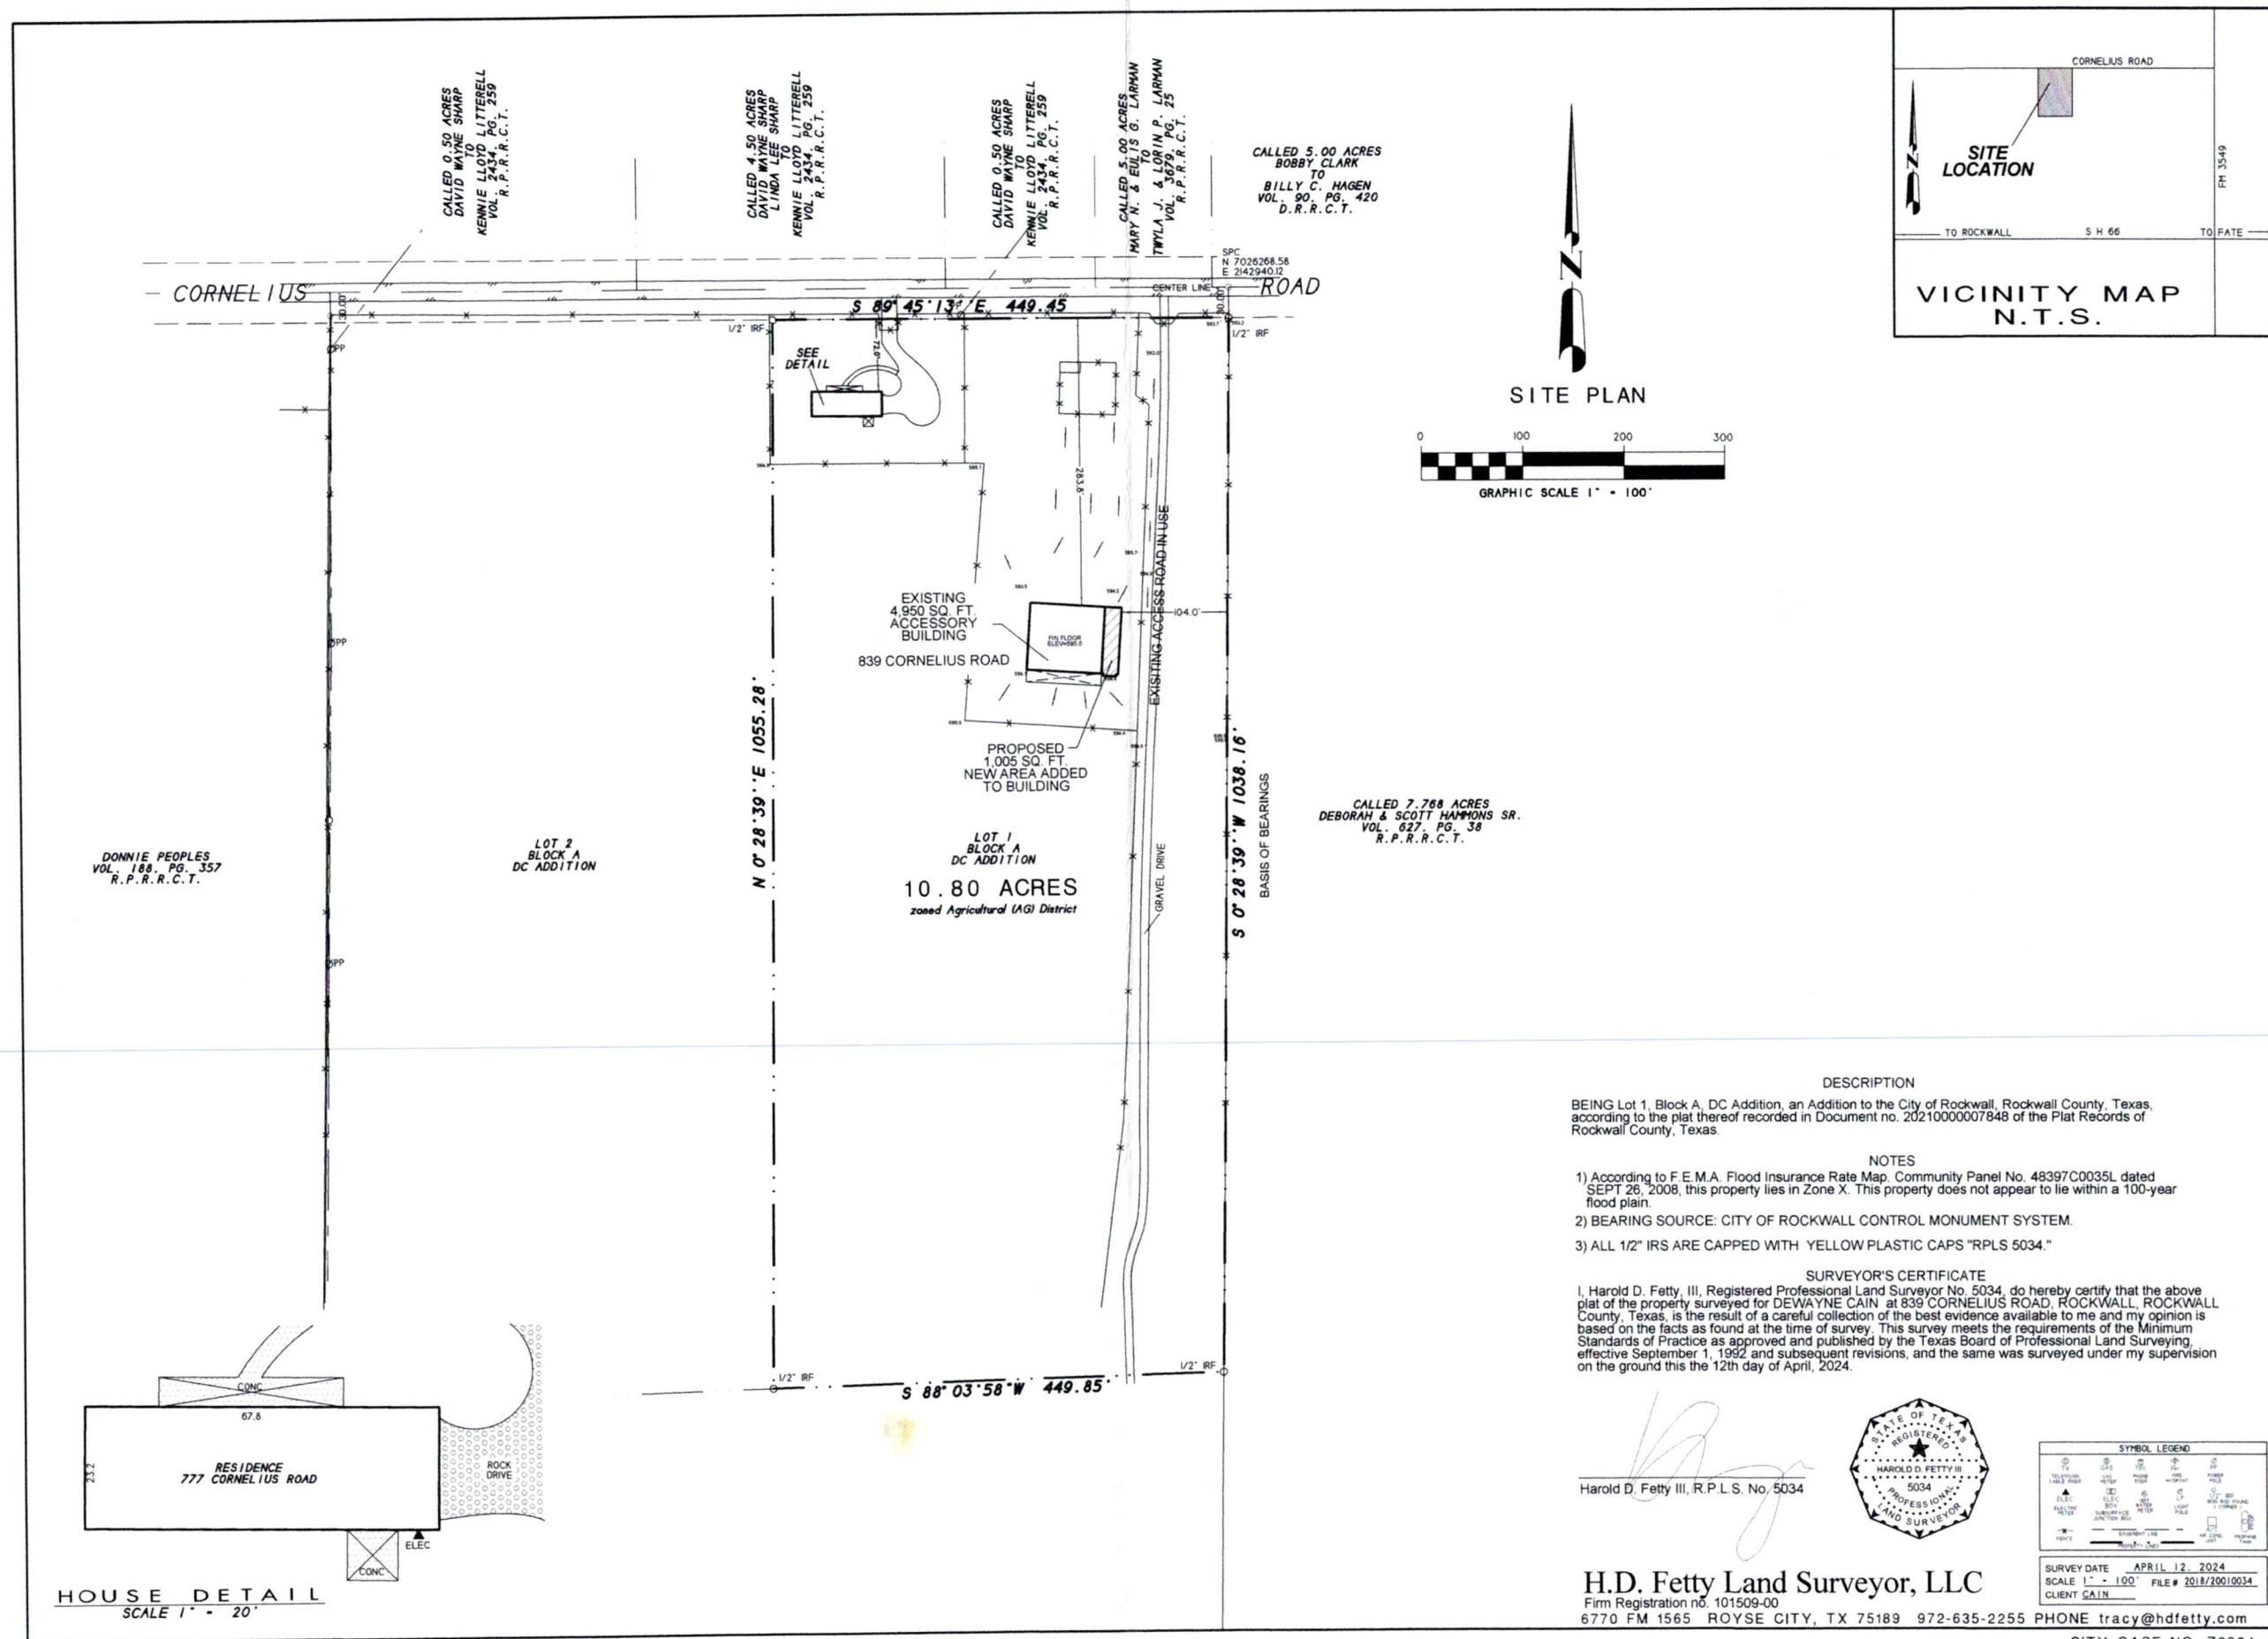 CALLED 0.50 ACRES
DAVID WAYNE SHARP
TO
KENNIE LLOYD LITTERELL
VOL. 2434, PG. 259
R.P.R.R.C.T.
CALLED 4.50 ACRES
DAVID WAYNE SHARP
LINDA LEE SHARP
TO
KENNIE LLOYD LITTERELL
VOL. 2434, PG. 259
R.P.R.R.C.T.
CALLED 0.50 ACRES
DAVID WAYNE SHARP
TO
KENNIE LLOYD LITTERELL
VOL. 2434, PG. 259
R.P.R.R.C.T.
CALLED 5.00 ACRES
MARY N. & EULIS G. LARMAN
TO
TWYLA J. & LORIN P. LARMAN
VOL. 3679, PG. 25
R.P.R.R.C.T.
CALLED 5.00 ACRES
BOBBY CLARK
TO
BILLY C. HAGEN
VOL. 90, PG. 420
D.R.R.C.T.
SPC
N 7026268.58
E 2142940.12
CORNELIUS
CENTER LINE
ROAD
30.00'
30.00'
S 89° 45'13" E 449.45
1/2" IRF
1/2" IRF
SEE
DETAIL
72.0'
283.8'
PP
EXISTING
4,950 SQ. FT.
ACCESSORY
BUILDING
839 CORNELIUS ROAD
FIN FLOOR
ELEV=595.0
104.0'
EXISITING ACCESS ROAD IN USE
PP
N 0°28'39" E 1055.28'
PROPOSED
1,005 SQ. FT.
NEW AREA ADDED
TO BUILDING
S 0°28'39" W 1038.16'
BASIS OF BEARINGS
CALLED 7.768 ACRES
DEBORAH & SCOTT HAMMONS SR.
VOL. 627, PG. 38
R.P.R.R.C.T.
DONNIE PEOPLES
VOL. 188, PG. 357
R.P.R.R.C.T.
LOT 2
BLOCK A
DC ADDITION
LOT 1
BLOCK A
DC ADDITION
10.80 ACRES
zoned Agricultural (AG) District
GRAVEL DRIVE
PP
1/2" IRF
1/2" IRF
S 88°03'58"W 449.85'
CORNELIUS ROAD
SITE
LOCATION
FM 3549
N
TO ROCKWALL
S H 66
TO FATE
VICINITY MAP
N.T.S.
N
SITE PLAN
0 100 200 300
GRAPHIC SCALE 1" = 100'
CONC
67.8
23.2
RESIDENCE
777 CORNELIUS ROAD
ROCK
DRIVE
ELEC
CONC
HOUSE DETAIL
SCALE 1" = 20'
DESCRIPTION
BEING Lot 1, Block A, DC Addition, an Addition to the City of Rockwall, Rockwall County, Texas,
according to the plat thereof recorded in Document no. 20210000007848 of the Plat Records of
Rockwall County, Texas.
NOTES
1) According to F.E.M.A. Flood Insurance Rate Map, Community Panel No. 48397C0035L dated
SEPT 26, 2008, this property lies in Zone X. This property does not appear to lie within a 100-year
flood plain.
2) BEARING SOURCE: CITY OF ROCKWALL CONTROL MONUMENT SYSTEM.
3) ALL 1/2" IRS ARE CAPPED WITH YELLOW PLASTIC CAPS "RPLS 5034."
SURVEYOR'S CERTIFICATE
I, Harold D. Fetty, III, Registered Professional Land Surveyor No. 5034, do hereby certify that the above
plat of the property surveyed for DEWAYNE CAIN at 839 CORNELIUS ROAD, ROCKWALL, ROCKWALL
County, Texas, is the result of a careful collection of the best evidence available to me and my opinion is
based on the facts as found at the time of survey. This survey meets the requirements of the Minimum
Standards of Practice as approved and published by the Texas Board of Professional Land Surveying,
effective September 1, 1992 and subsequent revisions, and the same was surveyed under my supervision
on the ground this the 12th day of April, 2024.
Harold D. Fetty III, R.P.L.S. No. 5034
STATE OF TEXAS
REGISTERED
HAROLD D. FETTY III
5034
PROFESSIONAL
LAND SURVEYOR
SYMBOL LEGEND
H.D. Fetty Land Surveyor, LLC
Firm Registration no. 101509-00
6770 FM 1565 ROYSE CITY, TX 75189 972-635-2255 PHONE tracy@hdfetty.com
SURVEY DATE APRIL 12, 2024
SCALE 1" = 100' FILE # 2018/20010034
CLIENT CAIN